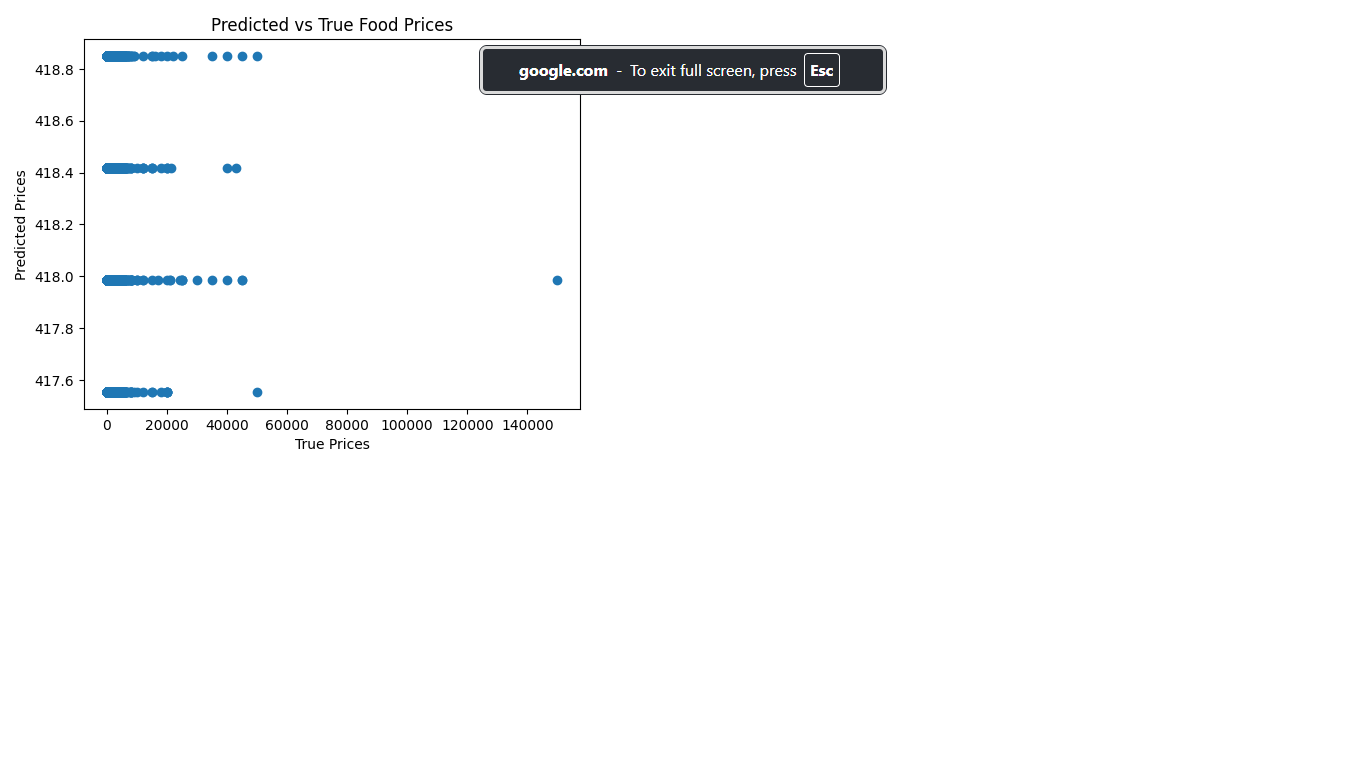 Predicted vs True Food Prices
google.com - To exit full screen, press Esc
Predicted Prices
418.8
418.6
418.4
418.2
418.0
417.8
417.6
0 20000 40000 60000 80000 100000 120000 140000
True Prices